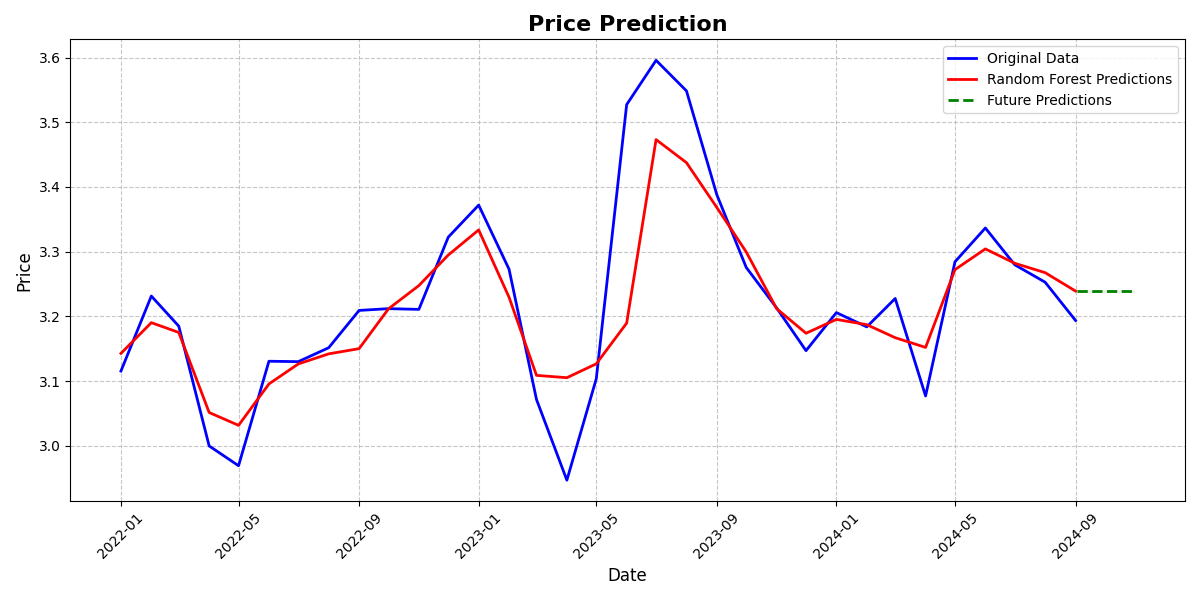 Price Prediction
Original Data
Random Forest Predictions
Future Predictions
Price
3.6
3.5
3.4
3.3
3.2
3.1
3.0
2022-01
2022-05
2022-09
2023-01
2023-05
2023-09
2024-01
2024-05
2024-09
Date